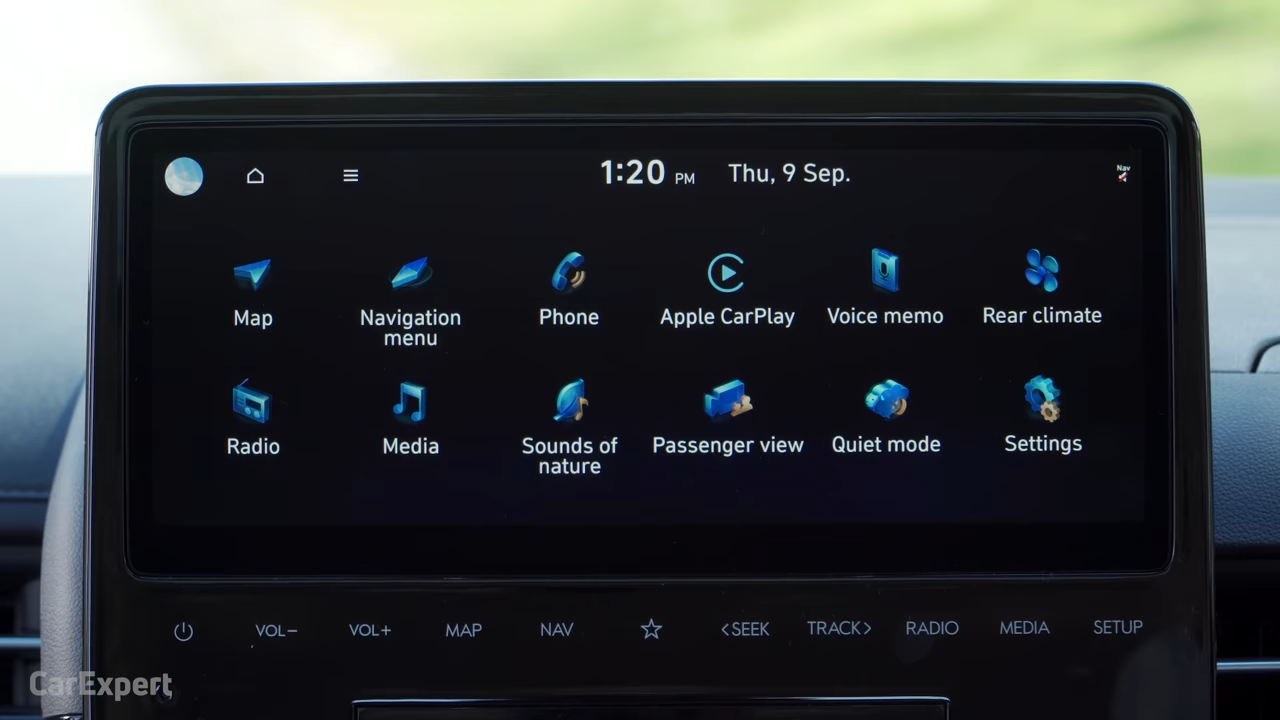 1:20 PM Thu, 9 Sep.
Nav
Map
Navigation
menu
Phone
Apple CarPlay
Voice memo
Rear climate
Radio
Media
Sounds of
nature
Passenger view
Quiet mode
Settings
VOL−
VOL+
MAP
NAV
<SEEK
TRACK>
RADIO
MEDIA
SETUP
CarExpert